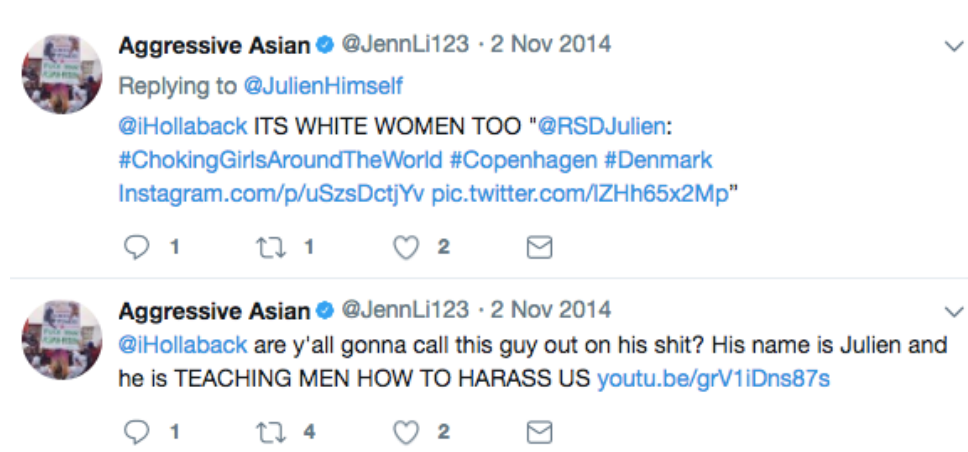 Aggressive Asian @JennLi123 · 2 Nov 2014
Replying to @JulienHimself
@iHollaback ITS WHITE WOMEN TOO "@RSDJulien:
#ChokingGirlsAroundTheWorld #Copenhagen #Denmark
Instagram.com/p/uSzsDctjYv pic.twitter.com/lZHh65x2Mp"
1 1 2
Aggressive Asian @JennLi123 · 2 Nov 2014
@iHollaback are y'all gonna call this guy out on his shit? His name is Julien and
he is TEACHING MEN HOW TO HARASS US youtu.be/grV1iDns87s
1 4 2